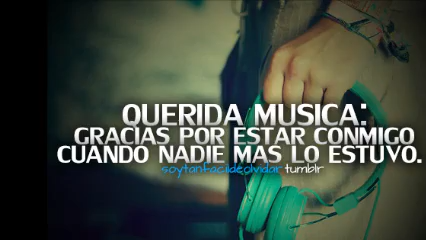 QUERIDA MUSICA:
GRACIAS POR ESTAR CONMIGO
CUANDO NADIE MAS LO ESTUVO.
soytanfacildeolvidar.tumblr